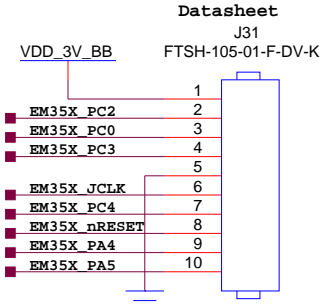 Datasheet
J31
FTSH-105-01-F-DV-K
VDD_3V_BB
1
EM35X_PC2 2
EM35X_PC0 3
EM35X_PC3 4
5
EM35X_JCLK 6
EM35X_PC4 7
EM35X_nRESET 8
EM35X_PA4 9
EM35X_PA5 10